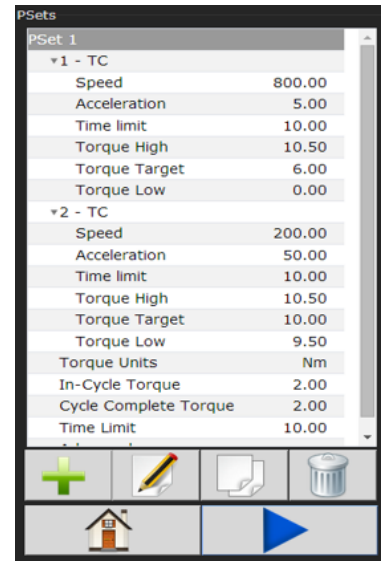 PSets
PSet 1
1 - TC
Speed 800.00
Acceleration 5.00
Time limit 10.00
Torque High 10.50
Torque Target 6.00
Torque Low 0.00
2 - TC
Speed 200.00
Acceleration 50.00
Time limit 10.00
Torque High 10.50
Torque Target 10.00
Torque Low 9.50
Torque Units Nm
In-Cycle Torque 2.00
Cycle Complete Torque 2.00
Time Limit 10.00